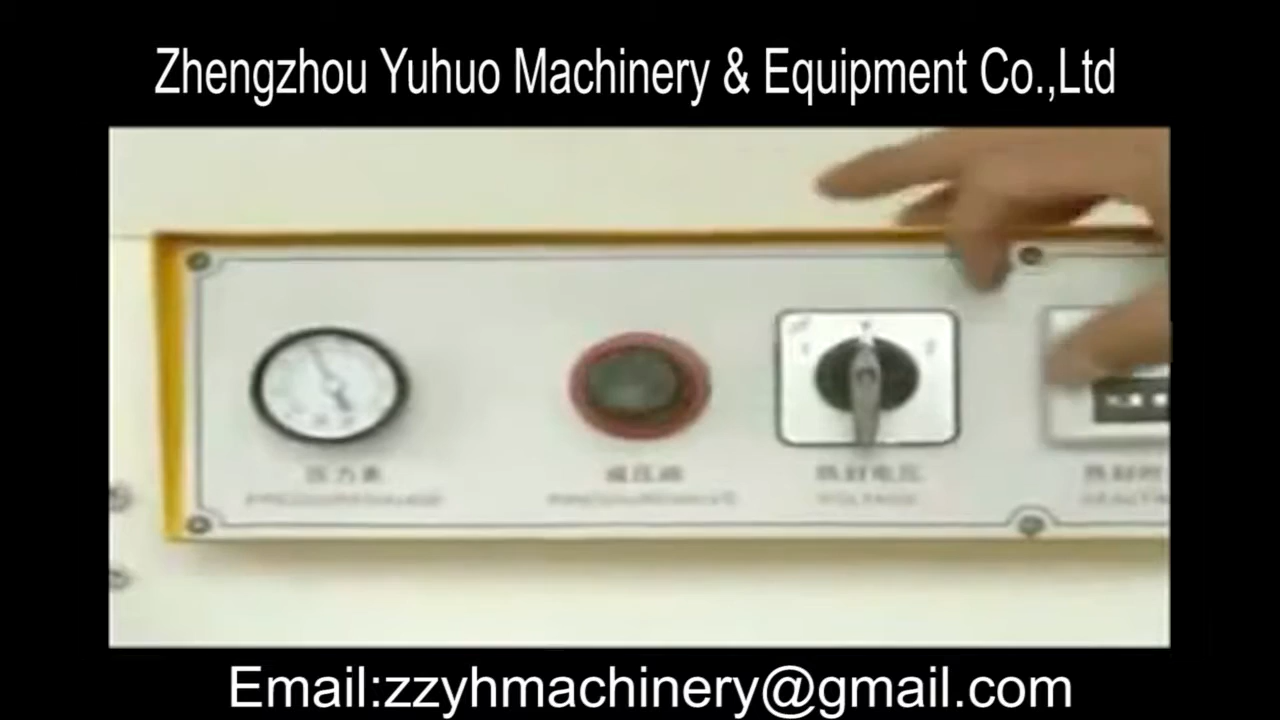 Zhengzhou Yuhuo Machinery & Equipment Co.,Ltd
压力表
减压阀
热封电压
VOLTAGE
Email:zzyhmachinery@gmail.com